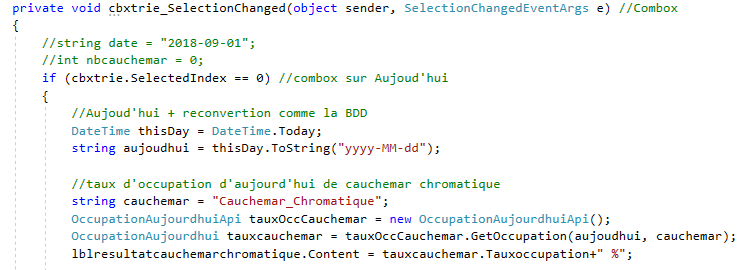 private void cbxtrie_SelectionChanged(object sender, SelectionChangedEventArgs e) //Combox
{
//string date = "2018-09-01";
//int nbcauchemar = 0;
if (cbxtrie.SelectedIndex == 0) //combox sur Aujoud'hui
{
//Aujoud'hui + reconvertion comme la BDD
DateTime thisDay = DateTime.Today;
string aujoudhui = thisDay.ToString("yyyy-MM-dd");
//taux d'occupation d'aujourd'hui de cauchemar chromatique
string cauchemar = "Cauchemar_Chromatique";
OccupationAujourdhuiApi tauxOccCauchemar = new OccupationAujourdhuiApi();
OccupationAujourdhui tauxcauchemar = tauxOccCauchemar.GetOccupation(aujoudhui, cauchemar);
lblresultatcauchemarchromatique.Content = tauxcauchemar.Tauxoccupation+" %";